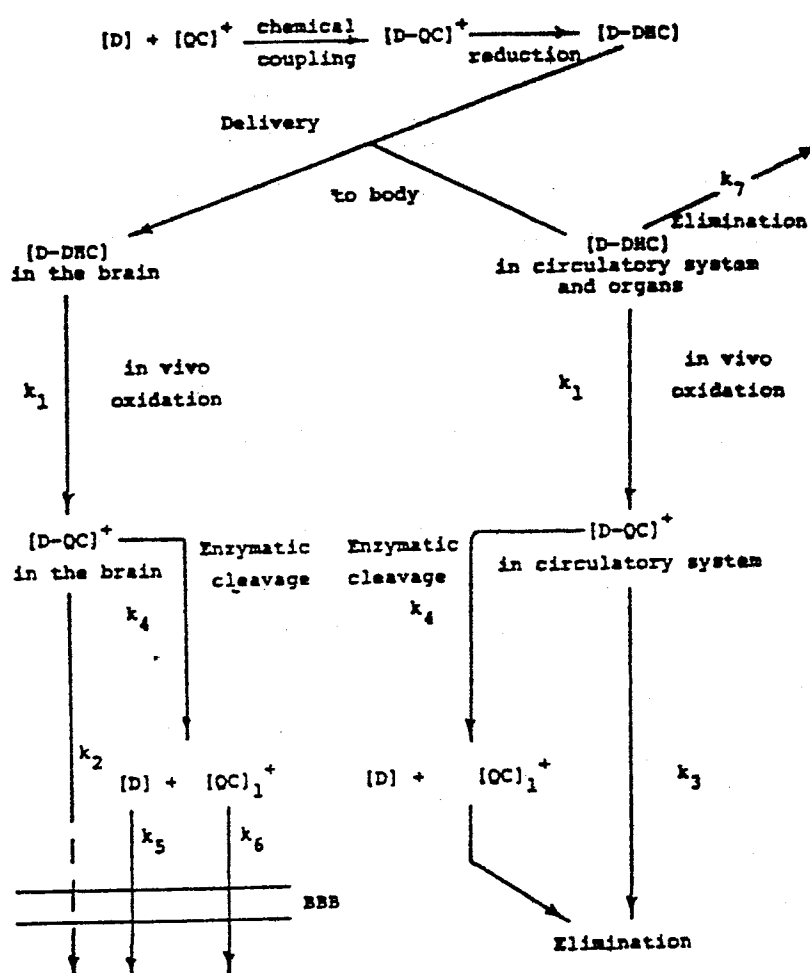 [D] + [QC]+ chemical coupling [D-QC]+ reduction [D-DHC]
Delivery
to body
k7
Elimination
[D-DHC]
in the brain
[D-DHC]
in circulatory system
and organs
k1
in vivo
oxidation
k1
in vivo
oxidation
[D-QC]+
in the brain
Enzymatic
cleavage
k4
Enzymatic
cleavage
k4
[D-QC]+
in circulatory system
k2
[D] + [QC]1+
k5
k6
BBB
[D] + [QC]1+
k3
Elimination